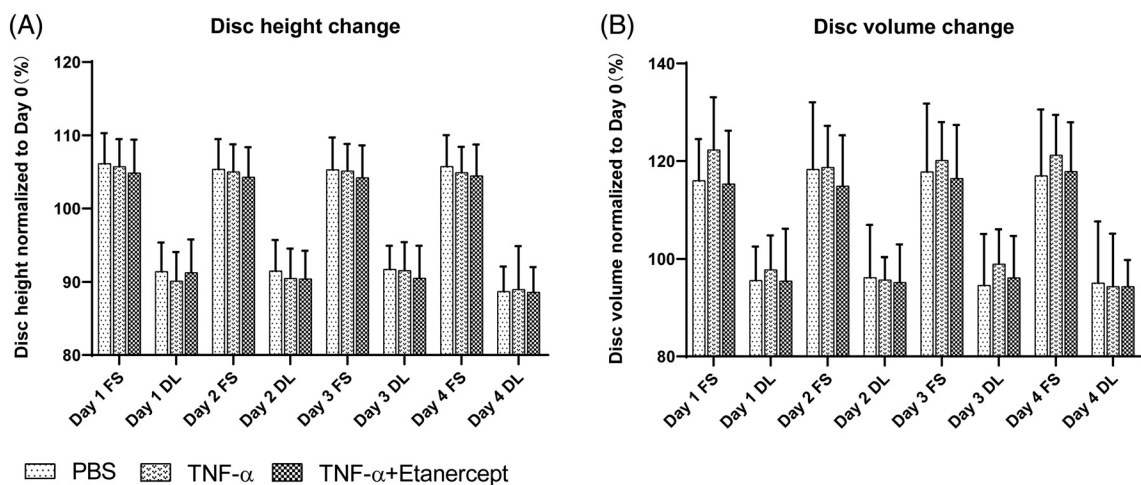 (A)
Disc height change
Disc height normalized to Day 0(%)
120
110
100
90
80
Day 1 FS
Day 1 DL
Day 2 FS
Day 2 DL
Day 3 FS
Day 3 DL
Day 4 FS
Day 4 DL
(B)
Disc volume change
Disc volume normalized to Day 0(%)
140
120
100
80
Day 1 FS
Day 1 DL
Day 2 FS
Day 2 DL
Day 3 FS
Day 3 DL
Day 4 FS
Day 4 DL
PBS TNF-α TNF-α+Etanercept